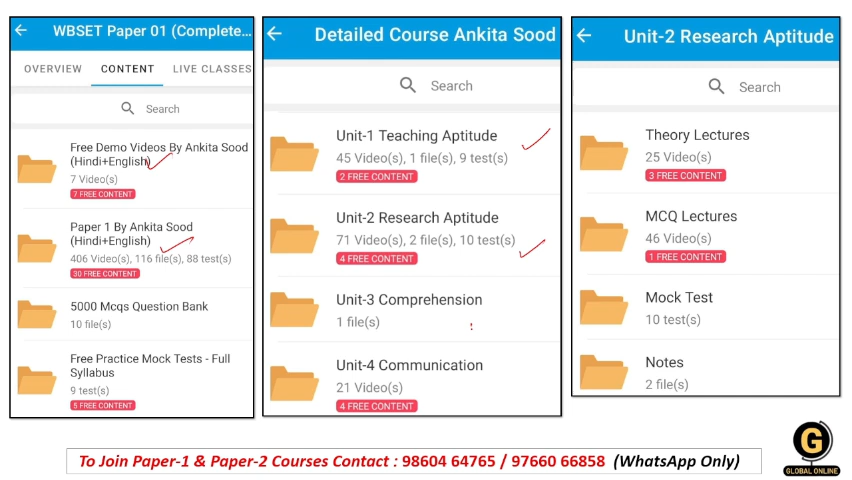 WBSET Paper 01 (Complete...
OVERVIEW CONTENT LIVE CLASSES
Search
Free Demo Videos By Ankita Sood
(Hindi+English)
7 Video(s)
7 FREE CONTENT
Paper 1 By Ankita Sood
(Hindi+English)
406 Video(s), 116 file(s), 88 test(s)
30 FREE CONTENT
5000 Mcqs Question Bank
10 file(s)
Free Practice Mock Tests - Full
Syllabus
9 test(s)
5 FREE CONTENT
Detailed Course Ankita Sood
Search
Unit-1 Teaching Aptitude
45 Video(s), 1 file(s), 9 test(s)
2 FREE CONTENT
Unit-2 Research Aptitude
71 Video(s), 2 file(s), 10 test(s)
4 FREE CONTENT
Unit-3 Comprehension
1 file(s)
Unit-4 Communication
21 Video(s)
4 FREE CONTENT
Unit-2 Research Aptitude
Search
Theory Lectures
25 Video(s)
3 FREE CONTENT
MCQ Lectures
46 Video(s)
1 FREE CONTENT
Mock Test
10 test(s)
Notes
2 file(s)
To Join Paper-1 & Paper-2 Courses Contact : 98604 64765 / 97660 66858 (WhatsApp Only)
G
GLOBAL ONLINE